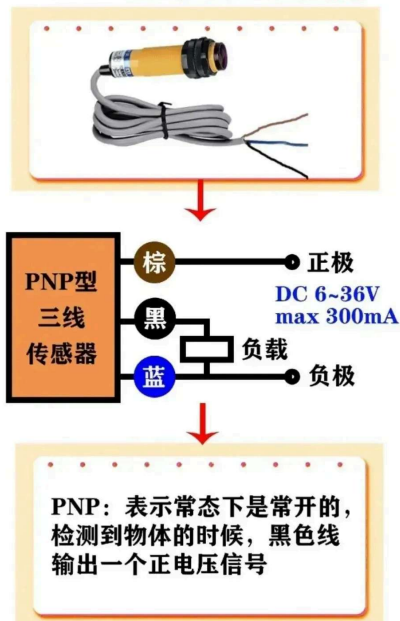 棕
正极
PNP型
三线
传感器
DC 6~36V
max 300mA
黑
负载
蓝
负极
PNP：表示常态下是常开的，
检测到物体的时候，黑色线
输出一个正电压信号